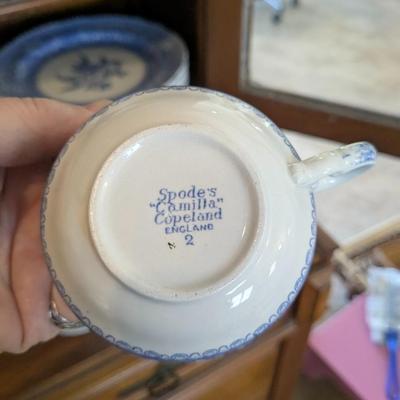 Spode's
"Camilla"
Copeland
ENGLAND
N
2